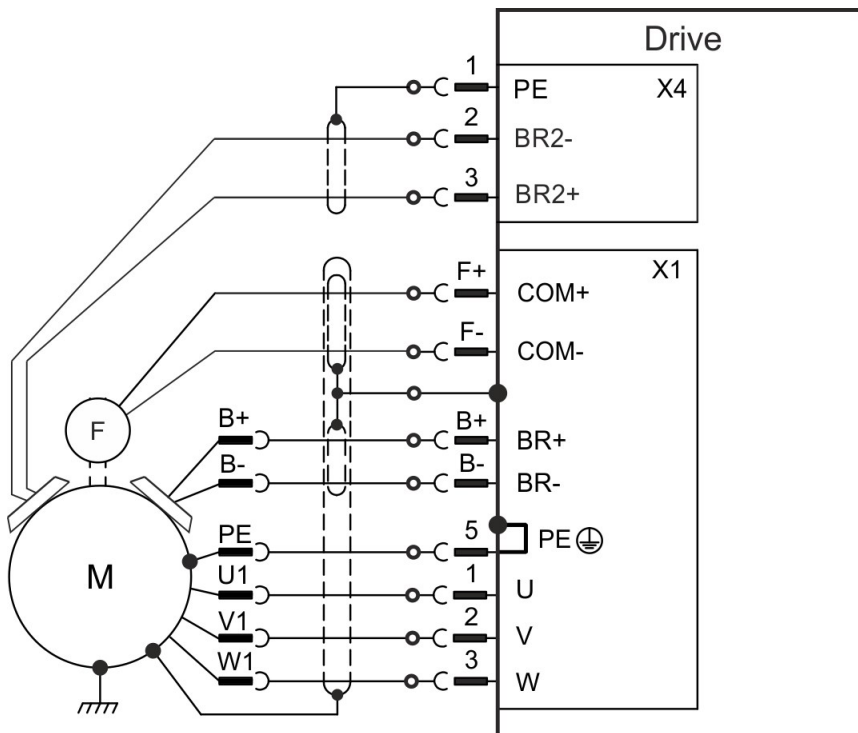 Drive
1
PE
X4
2
BR2-
3
BR2+
X1
F+
COM+
F-
COM-
F
B+
B+
BR+
B-
B-
BR-
PE
5
PE
M
U1
1
U
V1
2
V
W1
3
W